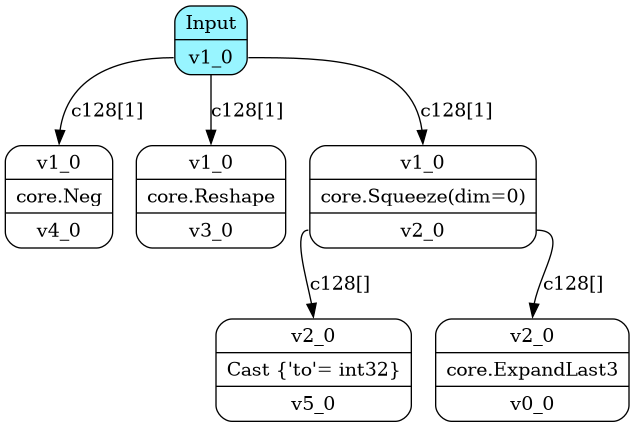 Input
v1_0
c128[1]
c128[1]
c128[1]
v1_0
core.Neg
v4_0
v1_0
core.Reshape
v3_0
v1_0
core.Squeeze(dim=0)
v2_0
c128[]
c128[]
v2_0
Cast {'to'= int32}
v5_0
v2_0
core.ExpandLast3
v0_0